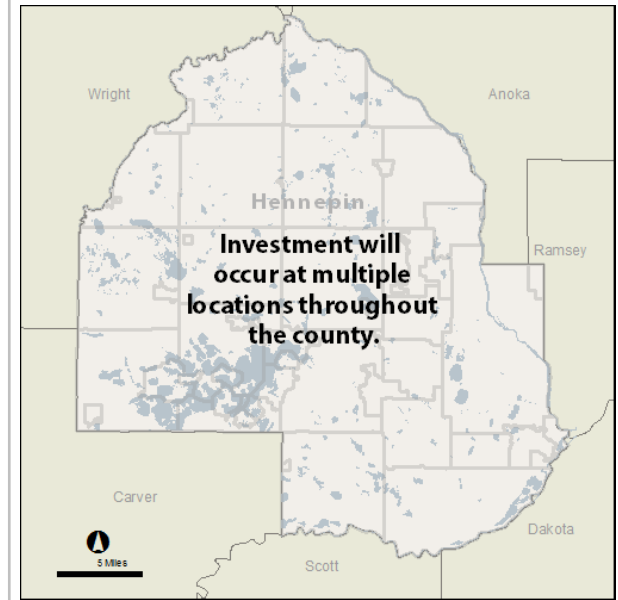 Wright
Anoka
Hennepin
Investment will
occur at multiple
locations throughout
the county.
Ramsey
Carver
5 Miles
Scott
Dakota